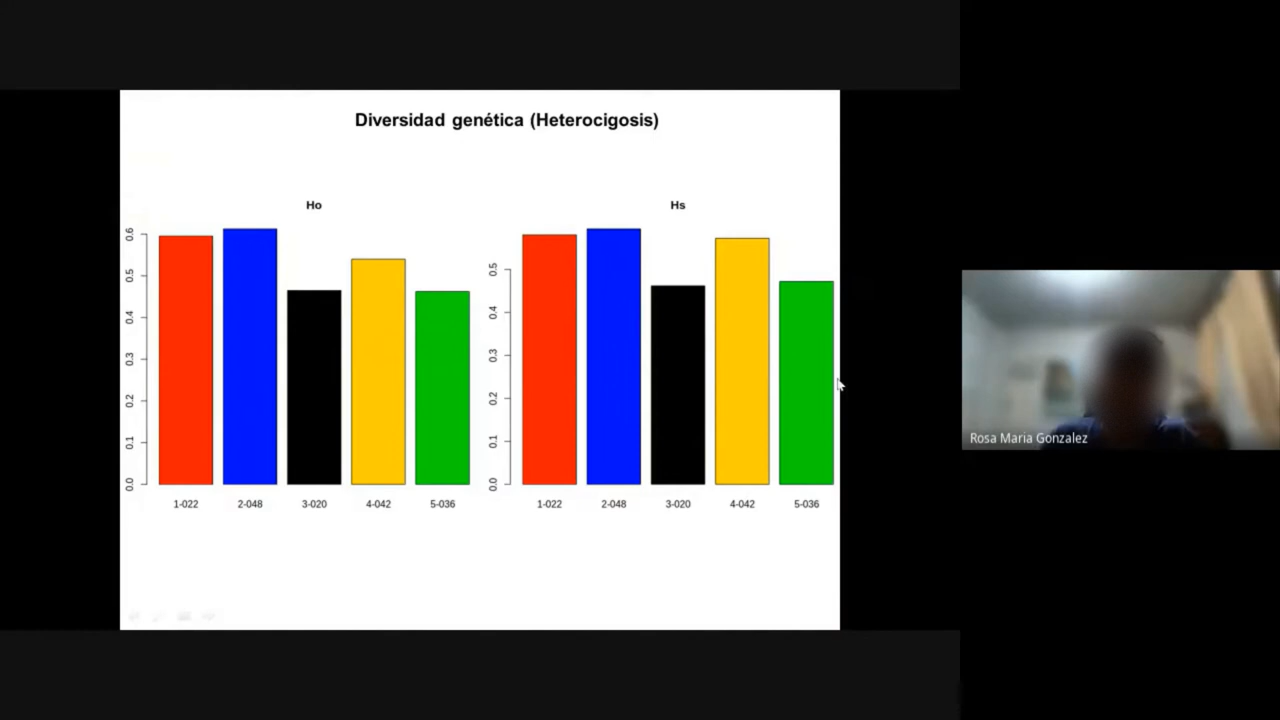 Diversidad genética (Heterocigosis)
Ho
0.6
0.5
0.4
0.3
0.2
0.1
0.0
1-022 2-048 3-020 4-042 5-036
Hs
0.5
0.4
0.3
0.2
0.1
0.0
1-022 2-048 3-020 4-042 5-036
Rosa Maria Gonzalez